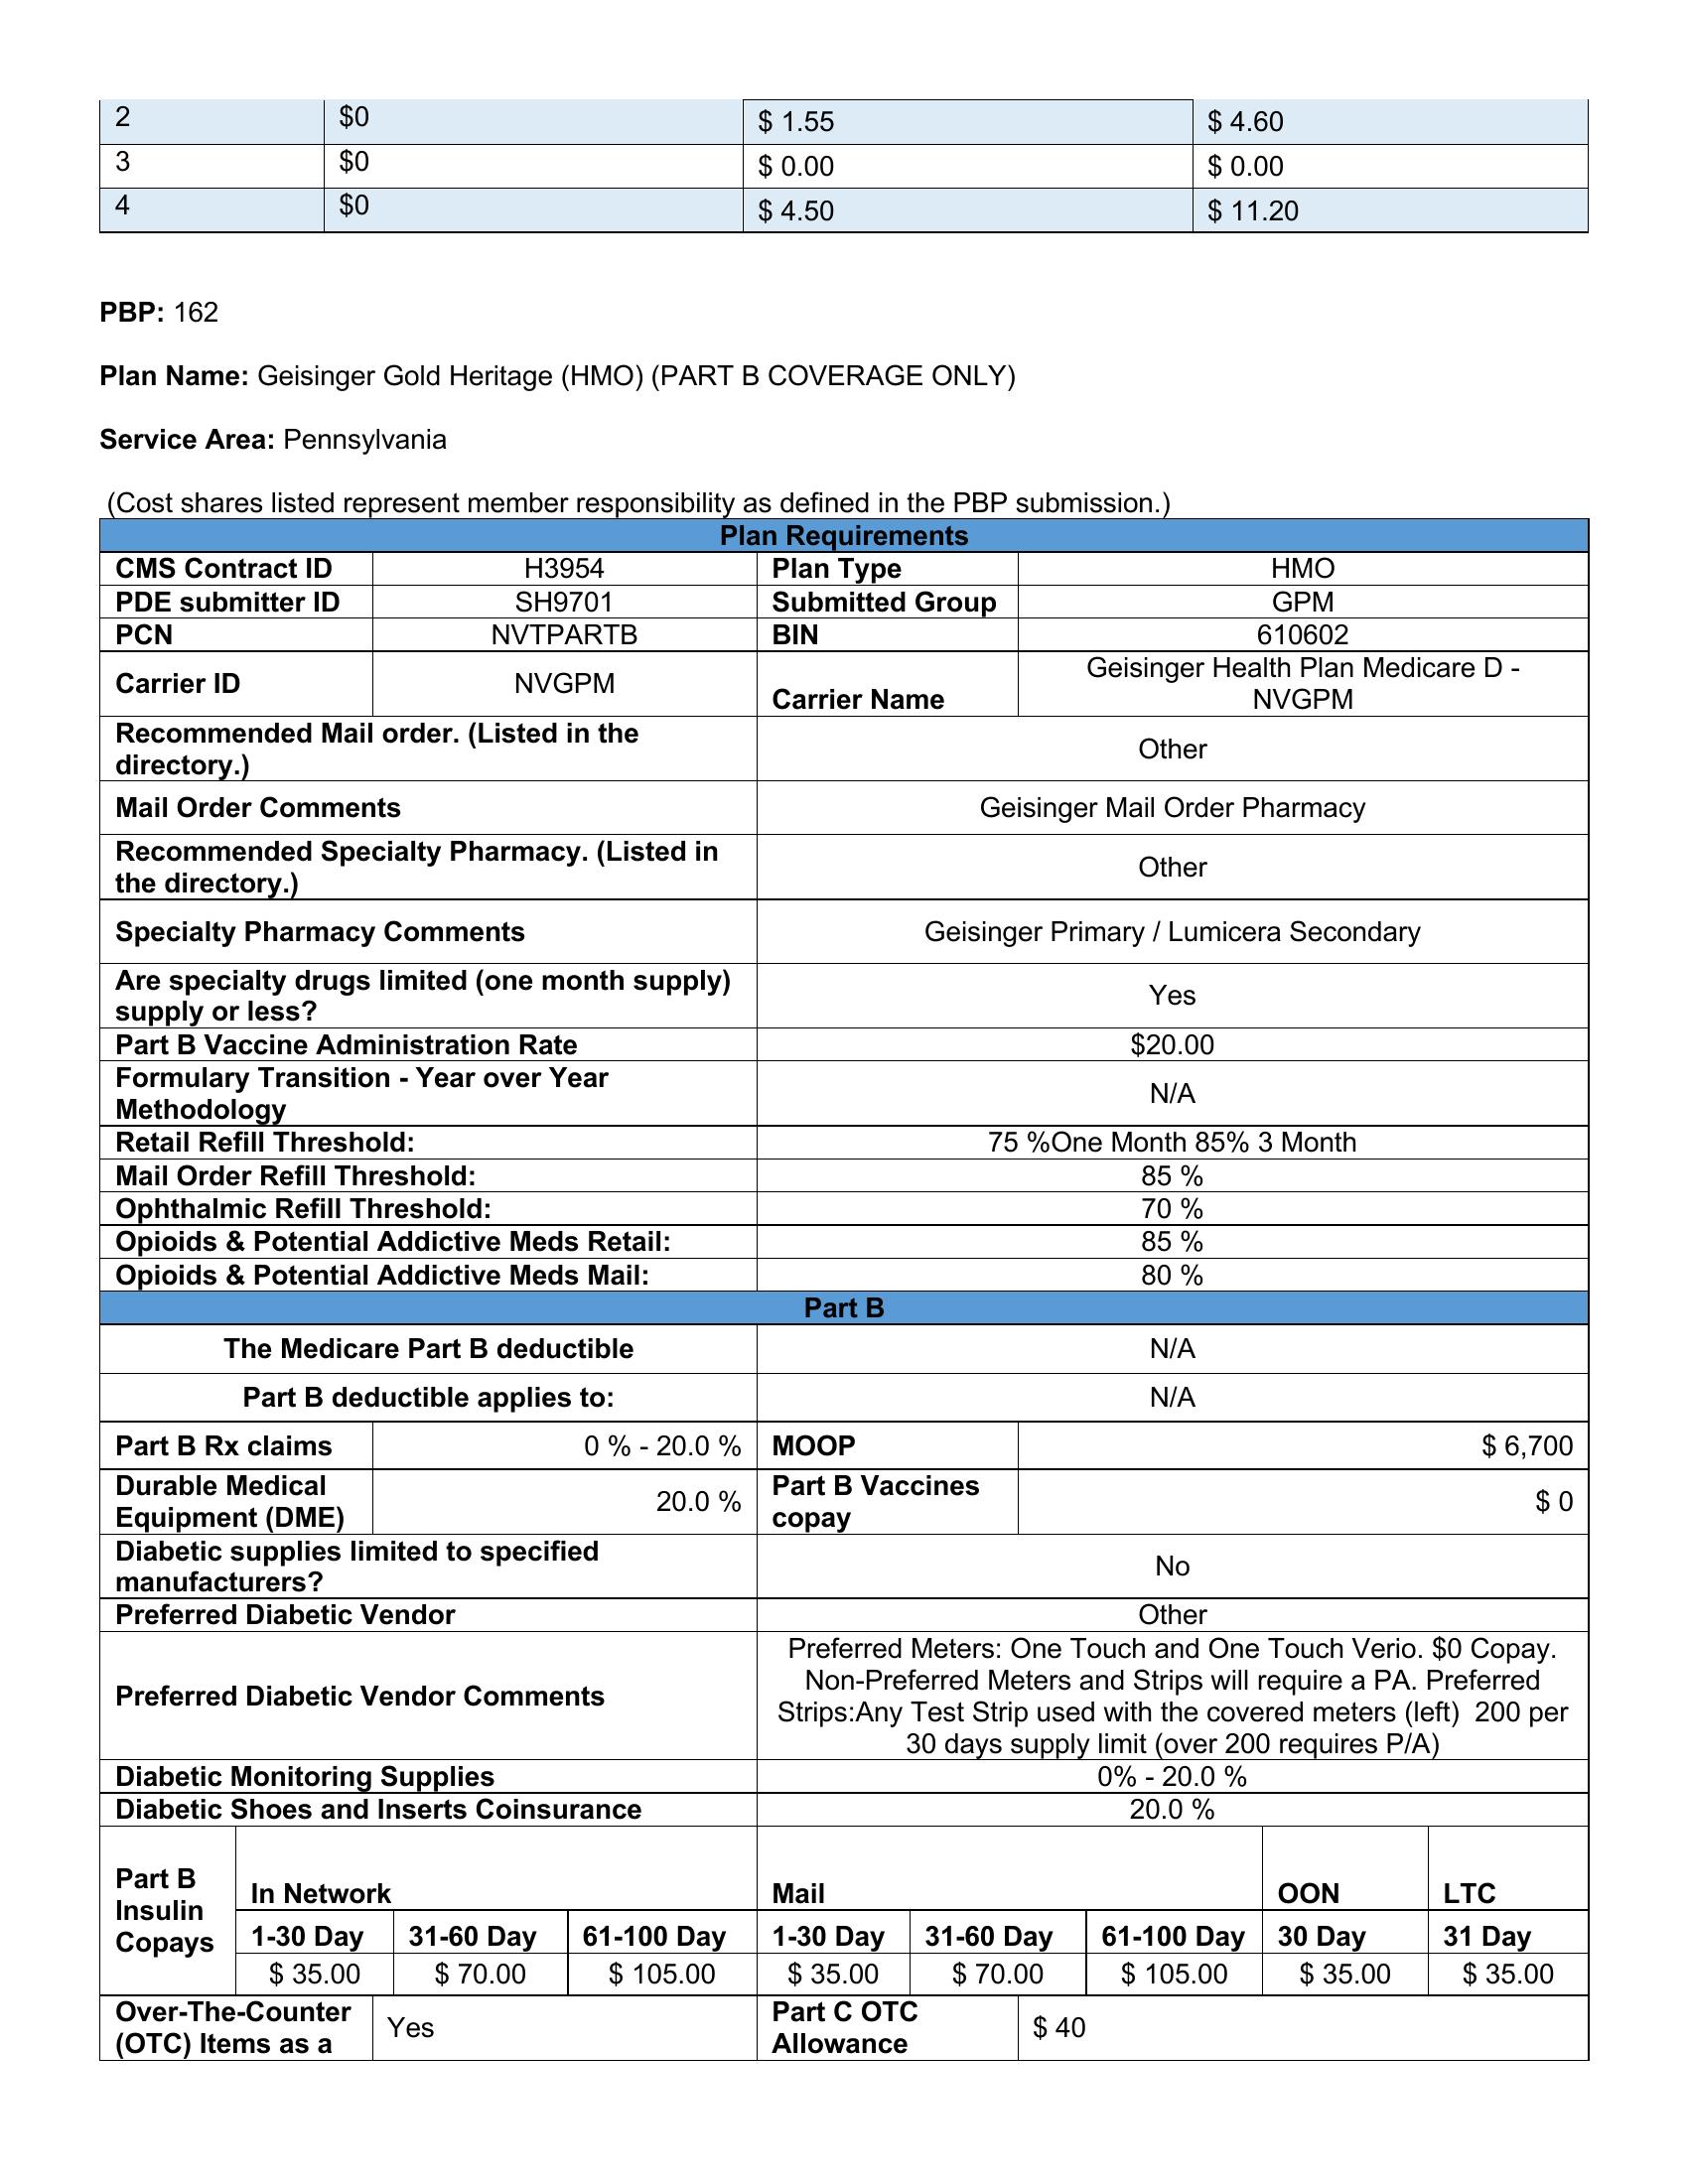 2 $0 $ 1.55 $ 4.60
3 $0 $ 0.00 $ 0.00
4 $0 $ 4.50 $ 11.20
PBP: 162
Plan Name: Geisinger Gold Heritage (HMO) (PART B COVERAGE ONLY)
Service Area: Pennsylvania
(Cost shares listed represent member responsibility as defined in the PBP submission.)
Plan Requirements
CMS Contract ID H3954 Plan Type HMO
PDE submitter ID SH9701 Submitted Group GPM
PCN NVTPARTB BIN 610602
Carrier ID NVGPM Carrier Name Geisinger Health Plan Medicare D -
NVGPM
Recommended Mail order. (Listed in the
directory.) Other
Mail Order Comments Geisinger Mail Order Pharmacy
Recommended Specialty Pharmacy. (Listed in
the directory.) Other
Specialty Pharmacy Comments Geisinger Primary / Lumicera Secondary
Are specialty drugs limited (one month supply)
supply or less? Yes
Part B Vaccine Administration Rate $20.00
Formulary Transition - Year over Year
Methodology N/A
Retail Refill Threshold: 75 %One Month 85% 3 Month
Mail Order Refill Threshold: 85 %
Ophthalmic Refill Threshold: 70 %
Opioids & Potential Addictive Meds Retail: 85 %
Opioids & Potential Addictive Meds Mail: 80 %
Part B
The Medicare Part B deductible N/A
Part B deductible applies to: N/A
Part B Rx claims 0 % - 20.0 % MOOP $ 6,700
Durable Medical
Equipment (DME) 20.0 % Part B Vaccines
copay $ 0
Diabetic supplies limited to specified
manufacturers? No
Preferred Diabetic Vendor Other
Preferred Diabetic Vendor Comments Preferred Meters: One Touch and One Touch Verio. $0 Copay.
Non-Preferred Meters and Strips will require a PA. Preferred
Strips:Any Test Strip used with the covered meters (left)  200 per
30 days supply limit (over 200 requires P/A)
Diabetic Monitoring Supplies 0% - 20.0 %
Diabetic Shoes and Inserts Coinsurance 20.0 %
Part B
Insulin
Copays
In Network Mail OON LTC
1-30 Day 31-60 Day 61-100 Day 1-30 Day 31-60 Day 61-100 Day 30 Day 31 Day
$ 35.00 $ 70.00 $ 105.00 $ 35.00 $ 70.00 $ 105.00 $ 35.00 $ 35.00
Over-The-Counter
(OTC) Items as a Yes Part C OTC
Allowance $ 40